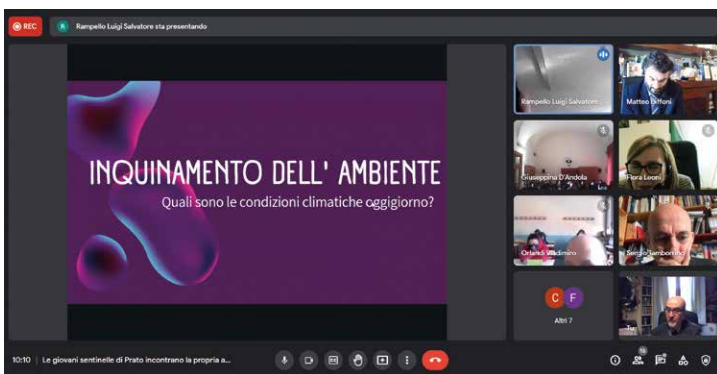 REC
Rampello Luigi Salvatore sta presentando
INQUINAMENTO DELL' AMBIENTE
Quali sono le condizioni climatiche oggigiorno?
Rampello Luigi Salvatore
Matteo Biffoni
Giuseppina D'Andola
Fiora Leoni
Orlandi Vladimiro
Sergio Tamborrino
C F
Altri 7
Tu
10:10 | Le giovani sentinelle di Prato incontrano la propria a...